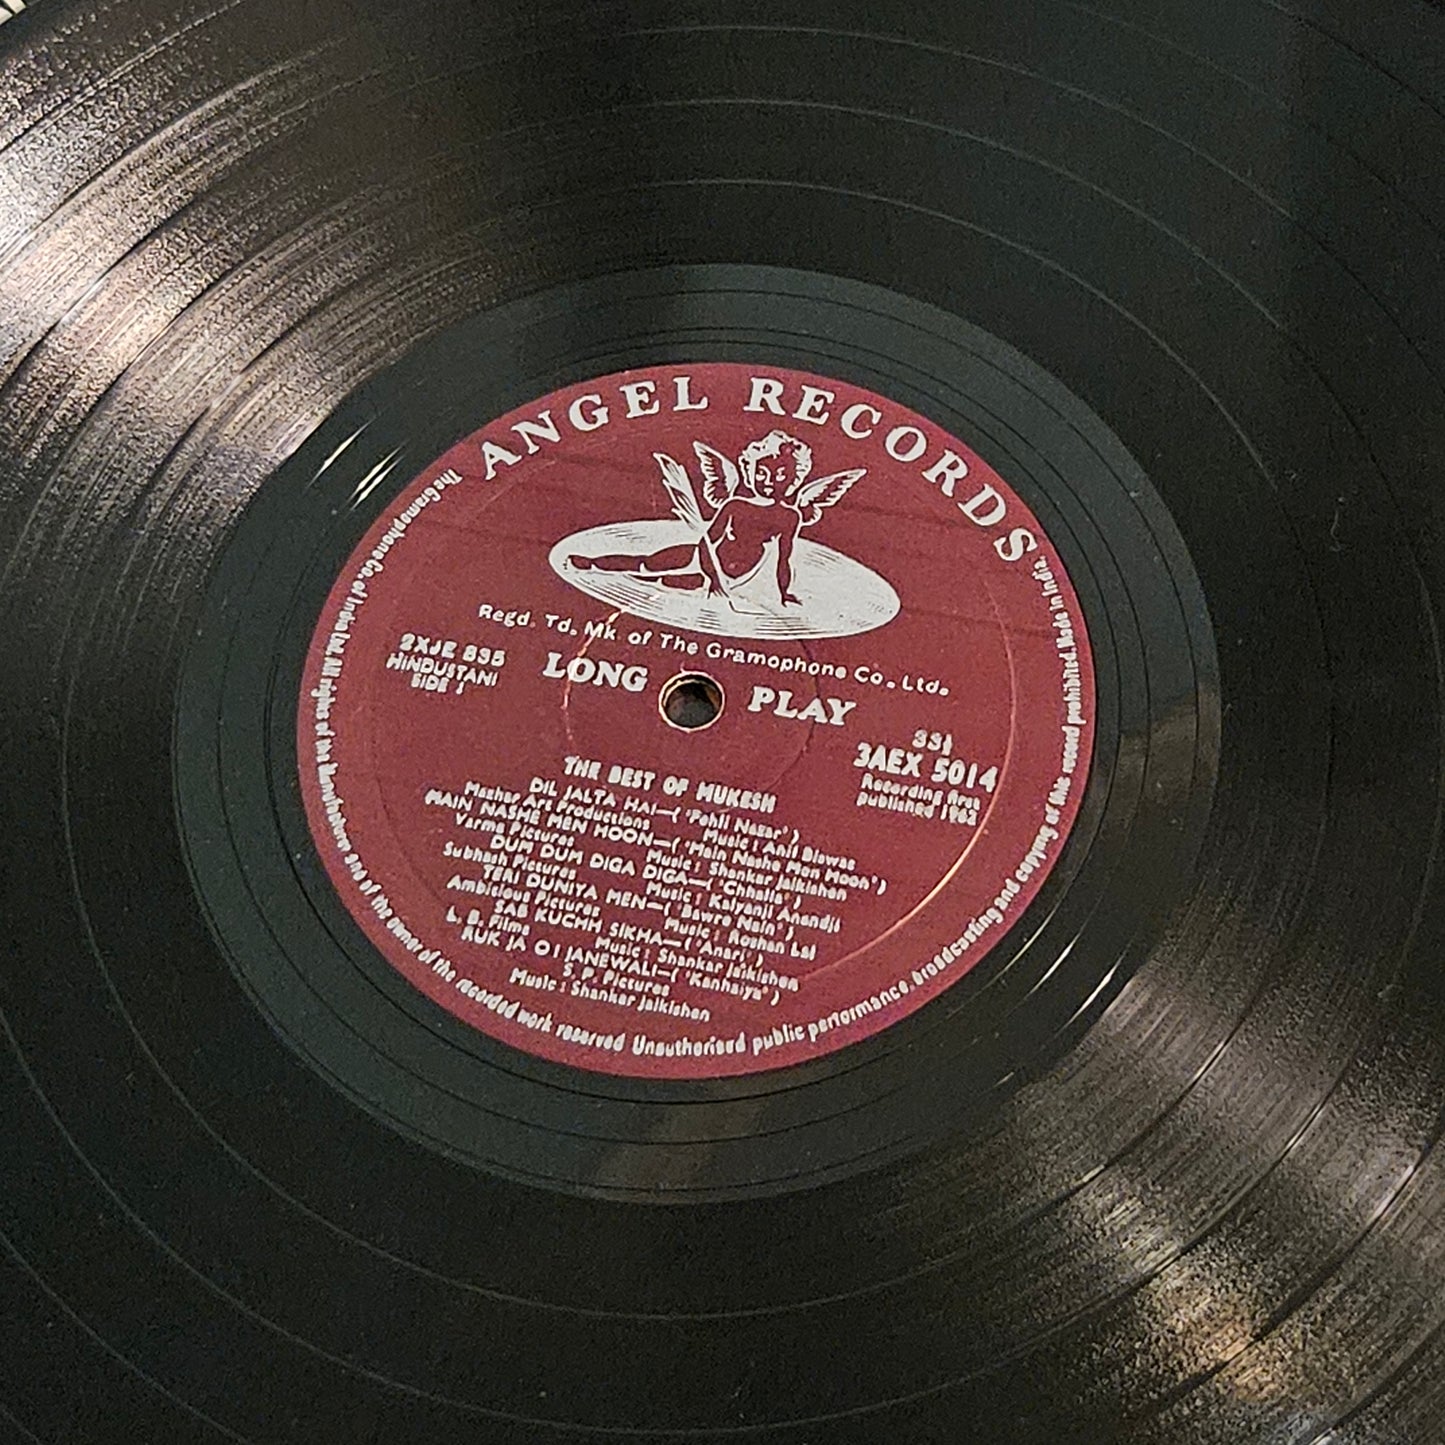 ANGEL RECORDS
Regd. Td. Mk. of The Gramophone Co. Ltd.
2XJE 835
HINDUSTANI
SIDE 1
LONG PLAY
33⅓
3AEX 5014
Recording first
published 1962
THE BEST OF MUKESH
DIL JALTA HAI—( 'Pehli Nazar' )
Mazhar Art Productions Music : Anil Biswas
MAIN NASHE MEN HOON—( 'Main Nashe Men Hoon' )
Varma Pictures Music : Shanker Jaikishen
DUM DUM DIGA DIGA—( 'Chhalia' )
Subhash Pictures Music : Kalyanji Anandji
TERI DUNIYA MEN—( 'Bawre Nain' )
Ambitious Pictures Music : Roshan Lal
SAB KUCHH SIKHA—( 'Anari' )
L. B. Films Music : Shankar Jaikishen
RUK JA O ! JANEWALI—( 'Kanhaiya' )
S. P. Pictures
Music : Shanker Jaikishen
The Gramophone Co. of India Ltd. All rights of the Manufacturer and of the owner of the recorded work reserved Unauthorised public performance, broadcasting and copying of this record prohibited. Made in India.